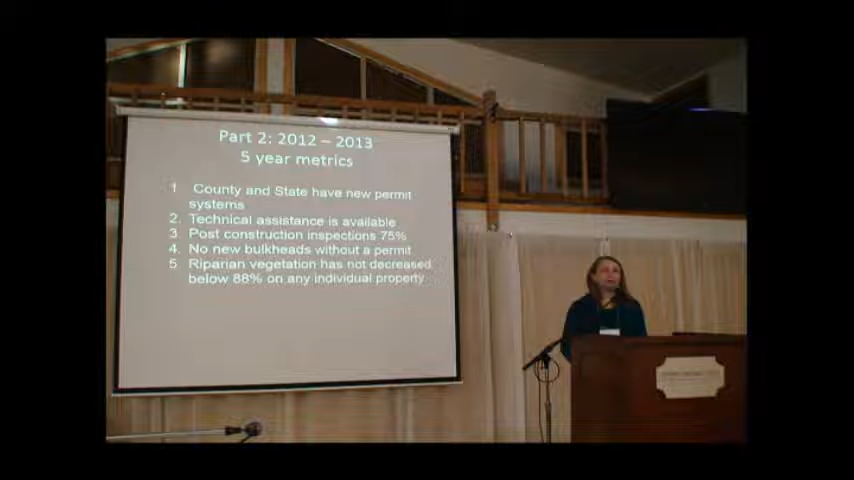 Part 2: 2012 – 2013
5 year metrics
1 County and State have new permit
systems
2. Technical assistance is available
3 Post construction inspections 75%
4. No new bulkheads without a permit
5 Riparian vegetation has not decreased
below 88% on any individual property